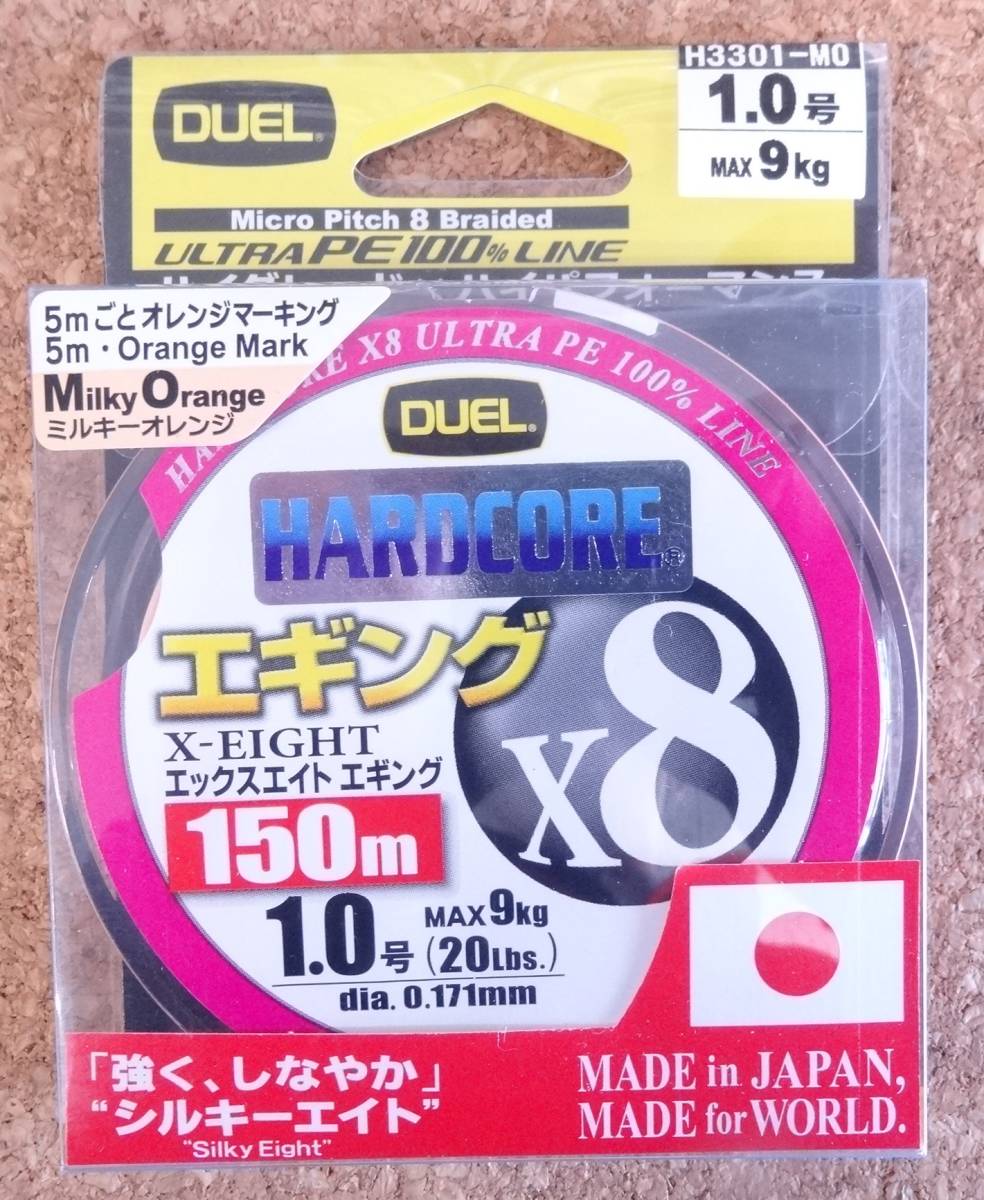 H3301-MO
1.0号
MAX 9kg
DUEL®
Micro Pitch 8 Braided
ULTRA PE 100% LINE
5mごとオレンジマーキング
5m・Orange Mark
Milky Orange
ミルキーオレンジ
X8 ULTRA PE 100% LINE
DUEL®
HARDCORE®
エギング
X8
X-EIGHT
エックスエイト エギング
150m
1.0号 MAX 9kg (20Lbs.)
dia. 0.171mm
「強く、しなやか」
“シルキーエイト”
“Silky Eight”
MADE in JAPAN,
MADE for WORLD.